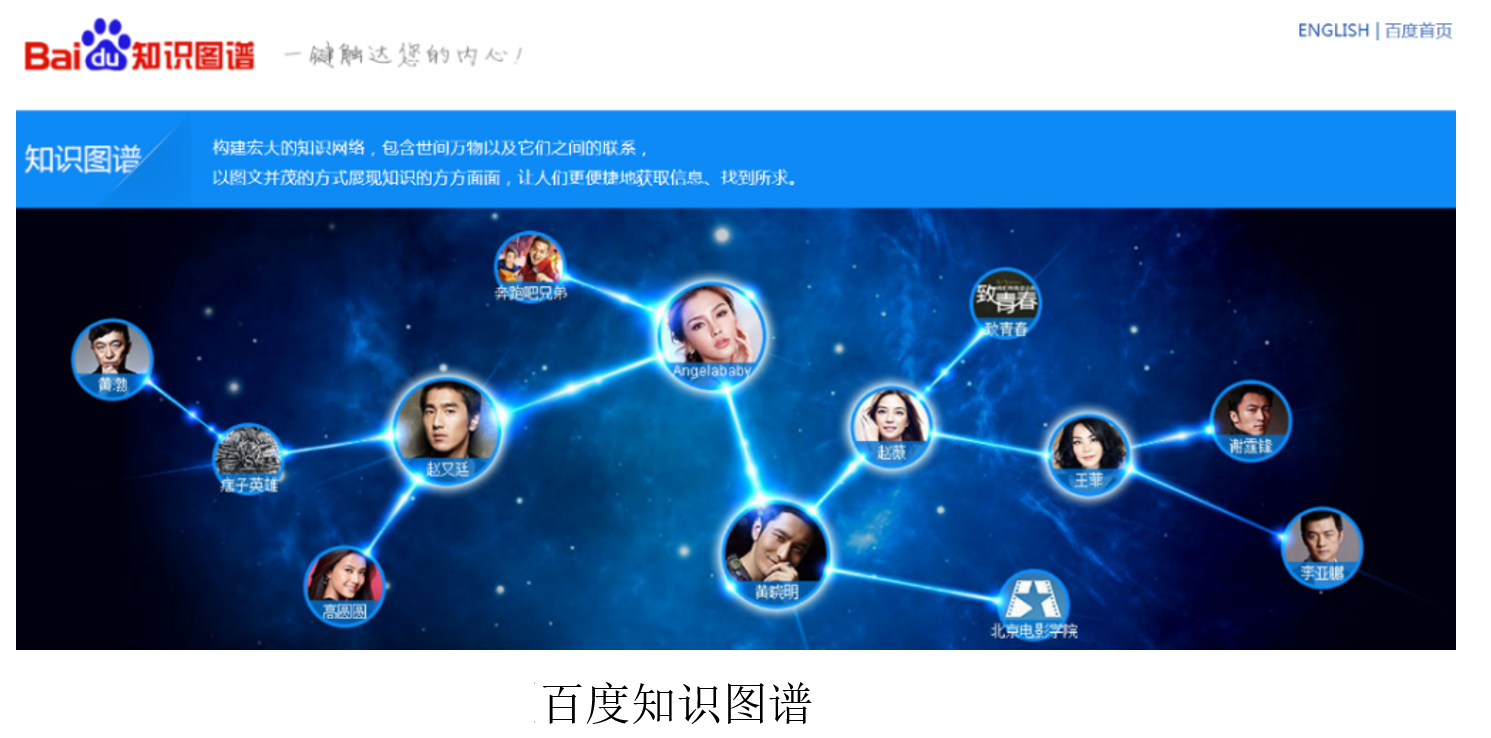 Bai du 知识图谱 一键触达您的内心！
ENGLISH | 百度首页
知识图谱
构建宏大的知识网络，包含世间万物以及它们之间的联系，
以图文并茂的方式展现知识的方方面面，让人们更便捷地获取信息、找到所求。
奔跑吧兄弟
致青春
致青春
Angelababy
黄勃
赵薇
谢霆锋
赵又廷
王菲
痞子英雄
李亚鹏
黄晓明
高圆圆
北京电影学院
百度知识图谱